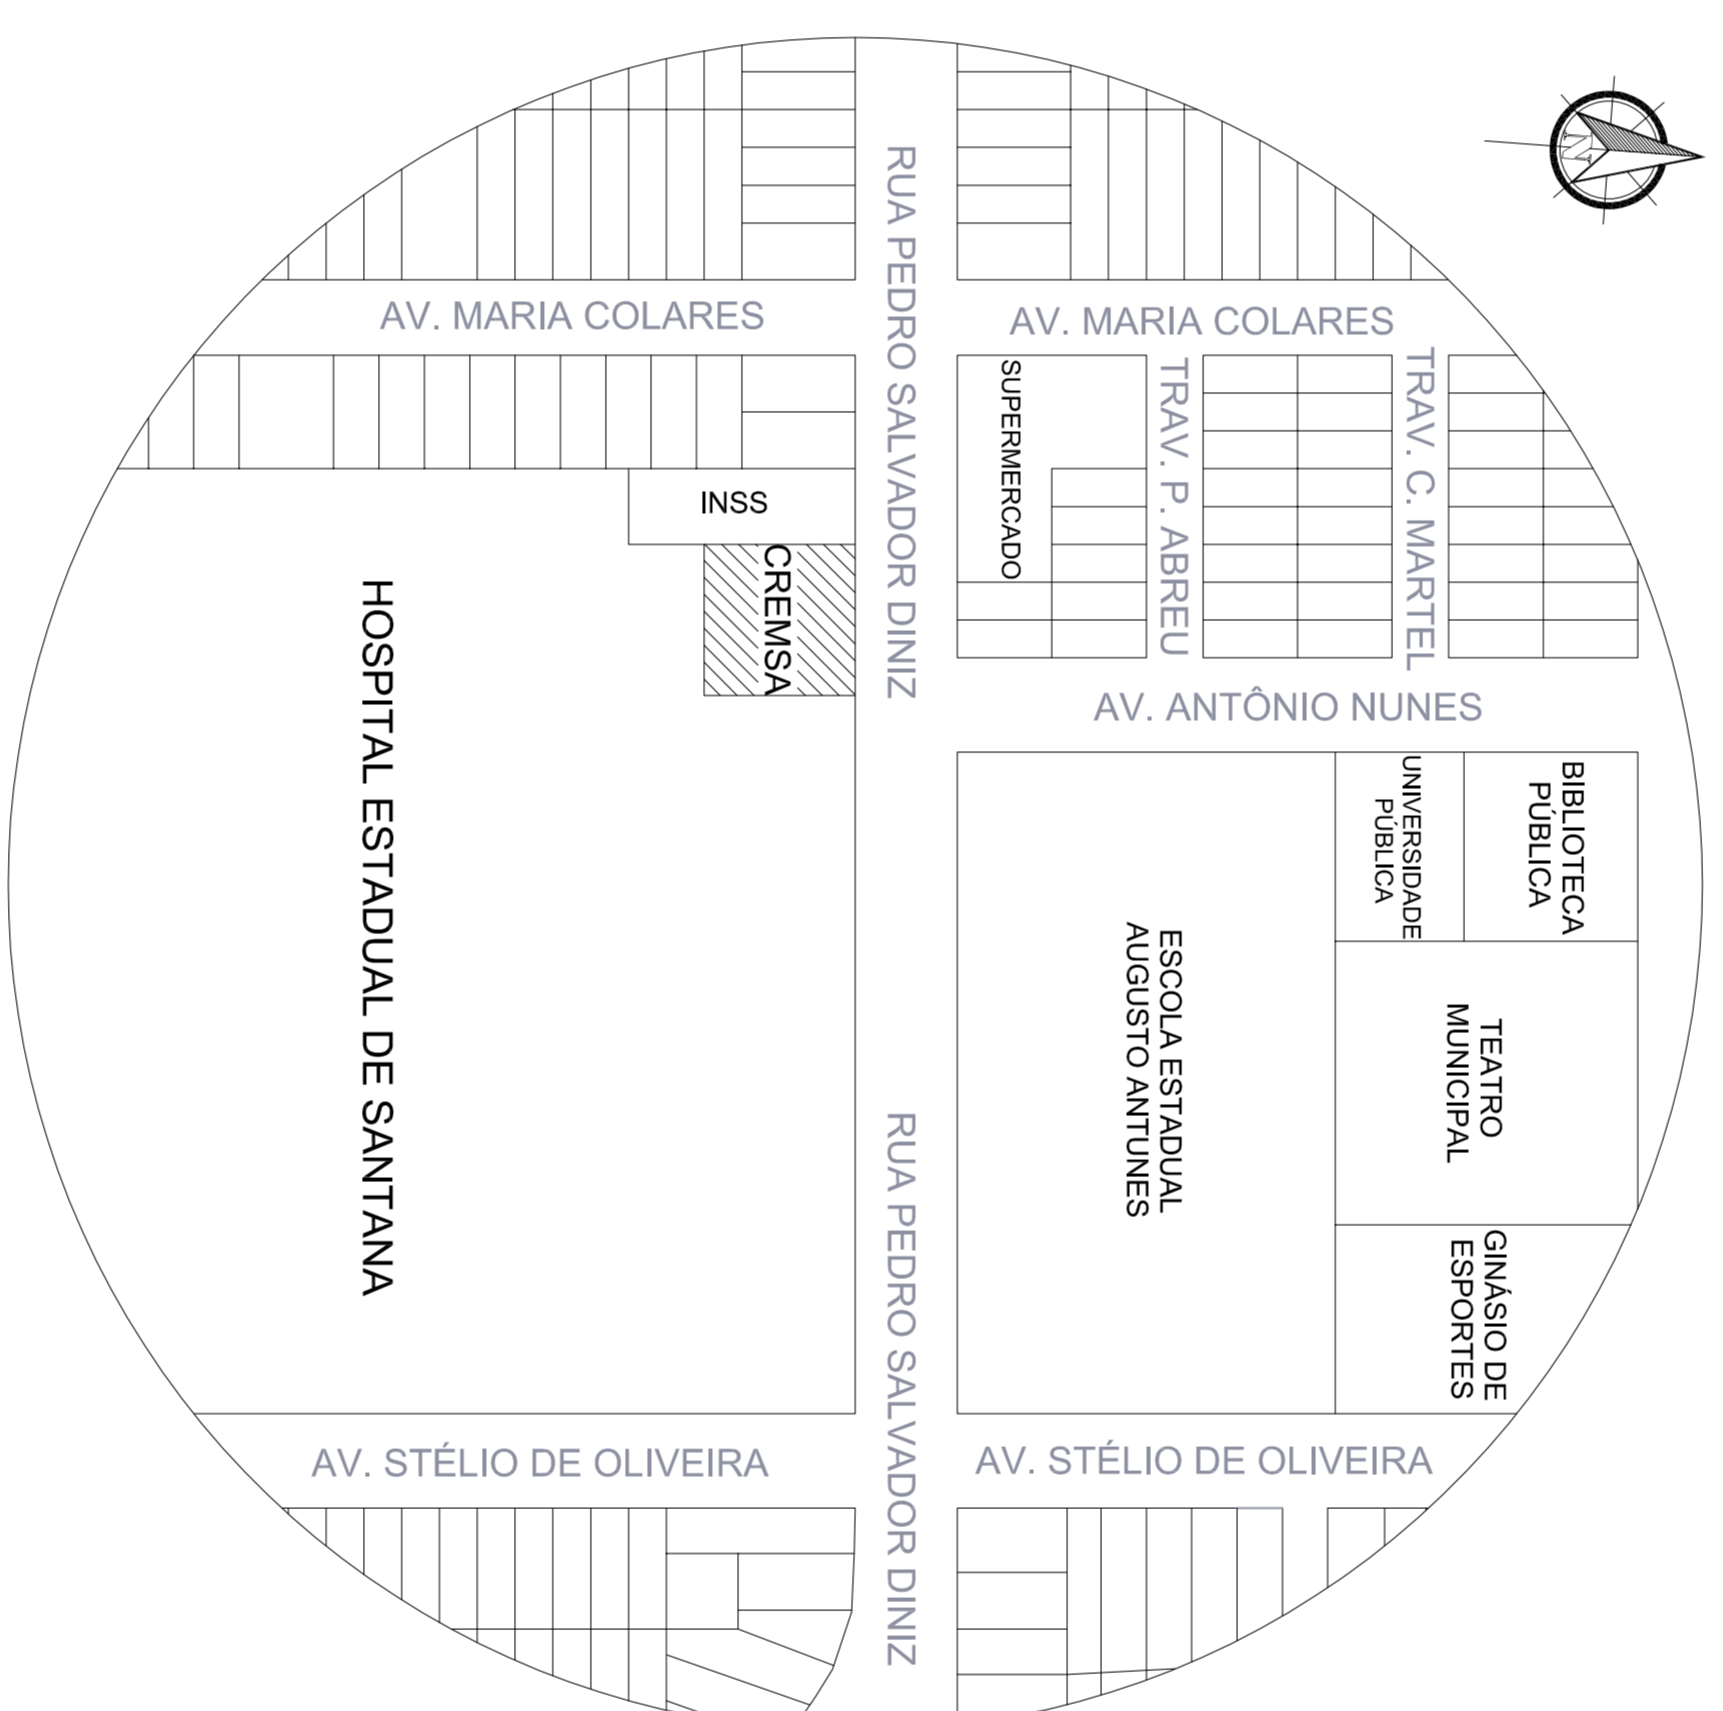 N
RUA PEDRO SALVADOR DINIZ
AV. MARIA COLARES
AV. MARIA COLARES
SUPERMERCADO
TRAV. P. ABREU
TRAV. C. MARTEL
INSS
CREMSA
HOSPITAL ESTADUAL DE SANTANA
AV. ANTÔNIO NUNES
UNIVERSIDADE
PÚBLICA
BIBLIOTECA
PÚBLICA
ESCOLA ESTADUAL
AUGUSTO ANTUNES
TEATRO
MUNICIPAL
RUA PEDRO SALVADOR DINIZ
GINÁSIO DE
ESPORTES
AV. STÉLIO DE OLIVEIRA
AV. STÉLIO DE OLIVEIRA